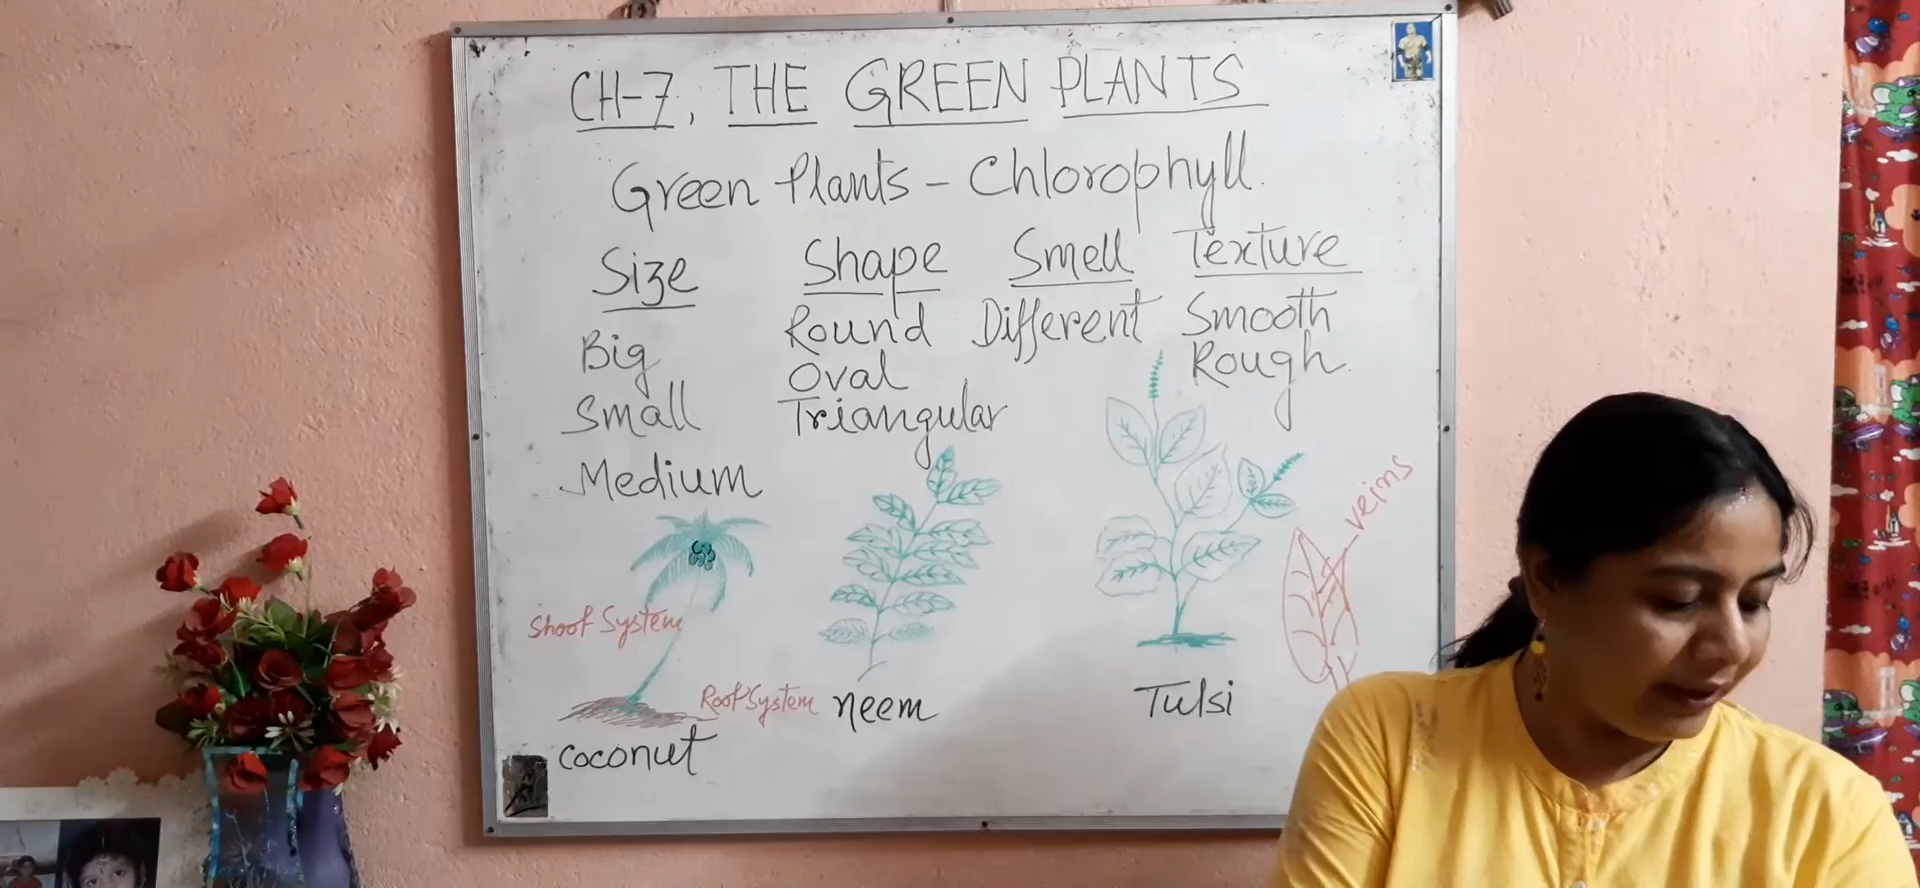 CH-7, THE GREEN PLANTS
Green Plants - Chlorophyll.
Size Shape Smell Texture
Big Round Different Smooth
Small Oval Rough.
Medium Triangular
veins
Shoot System
Root System
coconut neem Tulsi